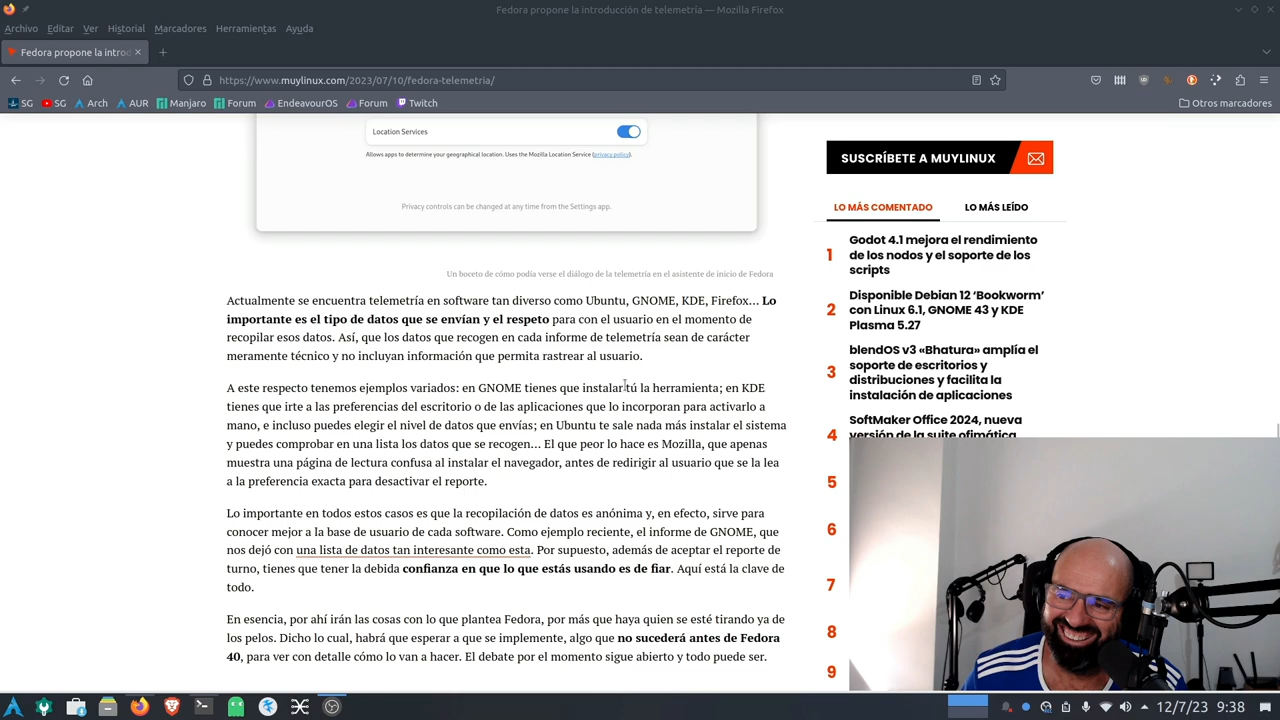 Fedora propone la introducción de telemetría — Mozilla Firefox
Archivo Editar Ver Historial Marcadores Herramientas Ayuda
Fedora propone la introd
https://www.muylinux.com/2023/07/10/fedora-telemetria/
SG SG Arch AUR Manjaro Forum EndeavourOS Forum Twitch Otros marcadores
Location Services
Allows apps to determine your geographical location. Uses the Mozilla Location Service (privacy policy).
Privacy controls can be changed at any time from the Settings app.
Un boceto de cómo podía verse el diálogo de la telemetría en el asistente de inicio de Fedora
Actualmente se encuentra telemetría en software tan diverso como Ubuntu, GNOME, KDE, Firefox... Lo
importante es el tipo de datos que se envían y el respeto para con el usuario en el momento de
recopilar esos datos. Así, que los datos que recogen en cada informe de telemetría sean de carácter
meramente técnico y no incluyan información que permita rastrear al usuario.
A este respecto tenemos ejemplos variados: en GNOME tienes que instalar tú la herramienta; en KDE
tienes que irte a las preferencias del escritorio o de las aplicaciones que lo incorporan para activarlo a
mano, e incluso puedes elegir el nivel de datos que envías; en Ubuntu te sale nada más instalar el sistema
y puedes comprobar en una lista los datos que se recogen... El que peor lo hace es Mozilla, que apenas
muestra una página de lectura confusa al instalar el navegador, antes de redirigir al usuario que se la lea
a la preferencia exacta para desactivar el reporte.
Lo importante en todos estos casos es que la recopilación de datos es anónima y, en efecto, sirve para
conocer mejor a la base de usuario de cada software. Como ejemplo reciente, el informe de GNOME, que
nos dejó con una lista de datos tan interesante como esta. Por supuesto, además de aceptar el reporte de
turno, tienes que tener la debida confianza en que lo que estás usando es de fiar. Aquí está la clave de
todo.
En esencia, por ahí irán las cosas con lo que plantea Fedora, por más que haya quien se esté tirando ya de
los pelos. Dicho lo cual, habrá que esperar a que se implemente, algo que no sucederá antes de Fedora
40, para ver con detalle cómo lo van a hacer. El debate por el momento sigue abierto y todo puede ser.
SUSCRÍBETE A MUYLINUX
LO MÁS COMENTADO LO MÁS LEÍDO
1 Godot 4.1 mejora el rendimiento
de los nodos y el soporte de los
scripts
2 Disponible Debian 12 'Bookworm'
con Linux 6.1, GNOME 43 y KDE
Plasma 5.27
3 blendOS v3 «Bhatura» amplía el
soporte de escritorios y
distribuciones y facilita la
instalación de aplicaciones
4 SoftMaker Office 2024, nueva
versión de la suite ofimática
5
6
7
8
9
12/7/23 9:38